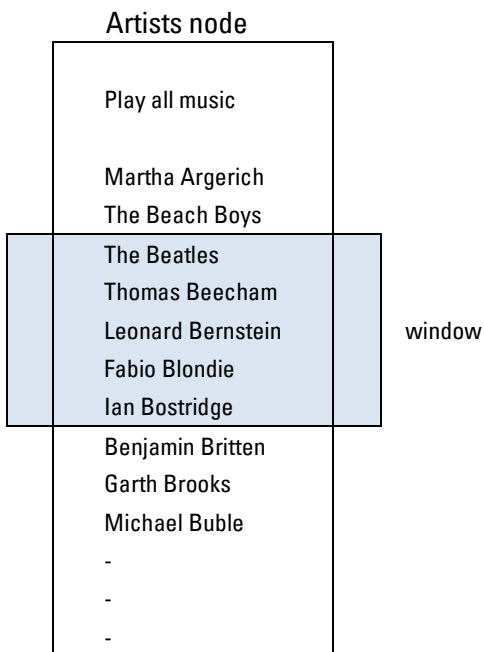 Artists node
Play all music
Martha Argerich
The Beach Boys
The Beatles
Thomas Beecham
Leonard Bernstein
window
Fabio Blondie
Ian Bostridge
Benjamin Britten
Garth Brooks
Michael Buble
-
-
-